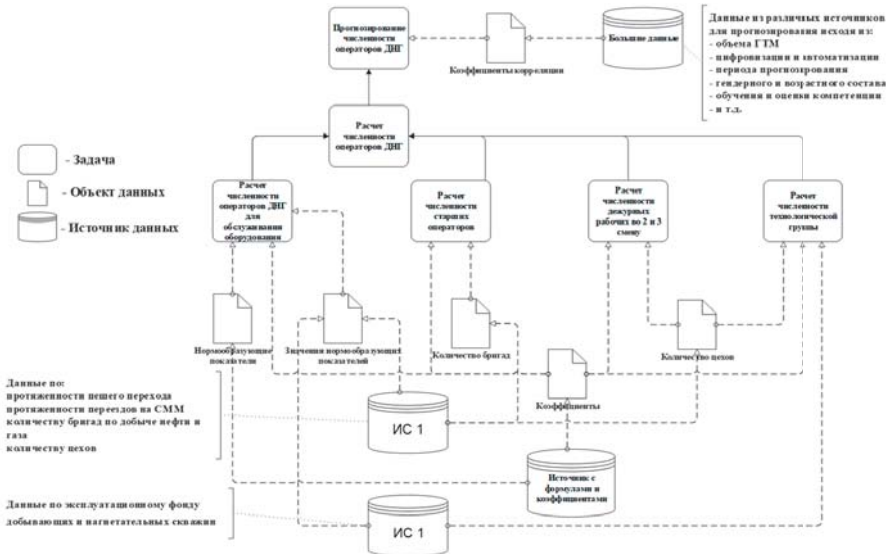 Прогнозирование
численности
операторов ДНГ
Коэффициенты корреляции
Большие данные
Данные из различных источников
для прогнозирования исходя из:
- объема ГТМ
- цифровизации и автоматизации
- периода прогнозирования
- гендерного и возрастного состава
- обучения и оценки компетенции
- и т.д.
Расчет
численности
операторов ДНГ
- Задача
- Объект данных
- Источник данных
Расчет
численности
операторов ДНГ
для
обслуживания
оборудования
Расчет
численности
старших
операторов
Расчет
численности
дежурных
рабочих во 2 и 3
смену
Расчет
численности
технологической
группы
Нормообразующие
показатели
Значения нормообразующих
показателей
Количество бригад
Коэффициенты
Количество цехов
Данные по:
протяженности пешего перехода
протяженности переездов на СММ
количеству бригад по добыче нефти и
газа
количеству цехов
ИС 1
Источник с
формулами и
коэффициентами
Данные по эксплуатационному фонду
добывающих и нагнетательных скважин
ИС 1